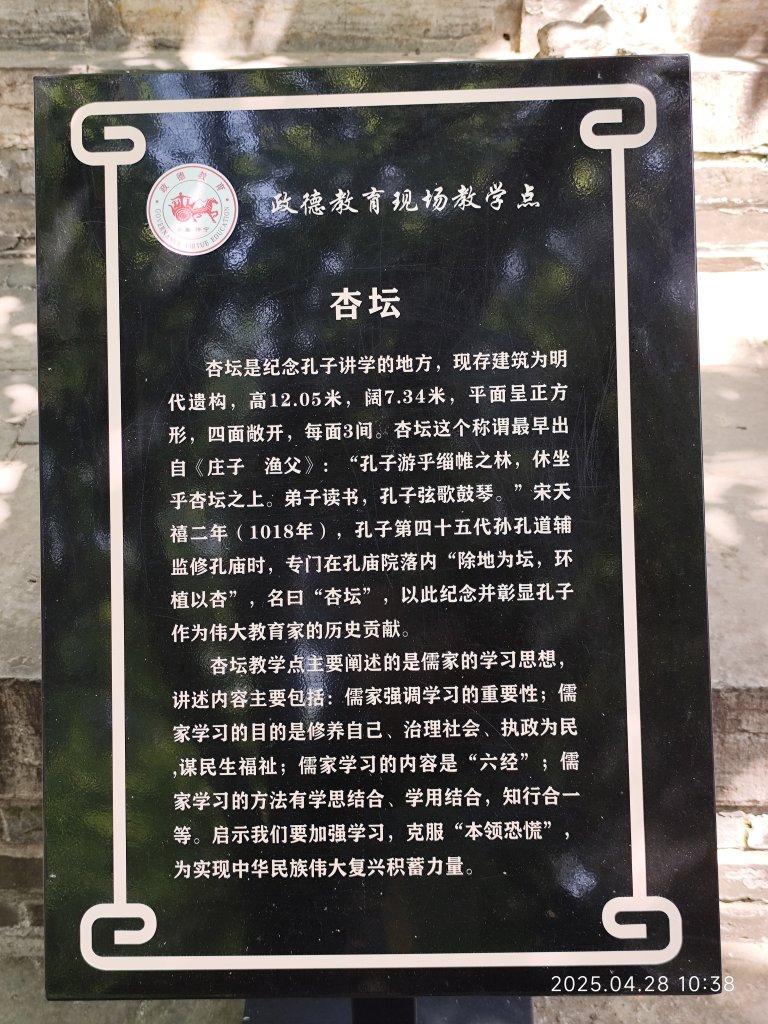 政德教育
GOVERNANCE VIRTUE EDUCATION
政德教育现场教学点
杏坛
杏坛是纪念孔子讲学的地方，现存建筑为明
代遗构，高12.05米，阔7.34米，平面呈正方
形，四面敞开，每面3间。杏坛这个称谓最早出
自《庄子　渔父》：“孔子游乎缁帷之林，休坐
乎杏坛之上。弟子读书，孔子弦歌鼓琴。”宋天
禧二年（1018年），孔子第四十五代孙孔道辅
监修孔庙时，专门在孔庙院落内“除地为坛，环
植以杏”，名曰“杏坛”，以此纪念并彰显孔子
作为伟大教育家的历史贡献。
杏坛教学点主要阐述的是儒家的学习思想，
讲述内容主要包括：儒家强调学习的重要性；儒
家学习的目的是修养自己、治理社会、执政为民
,谋民生福祉；儒家学习的内容是“六经”；儒
家学习的方法有学思结合、学用结合，知行合一
等。启示我们要加强学习，克服“本领恐慌”，
为实现中华民族伟大复兴积蓄力量。
2025.04.28 10:38